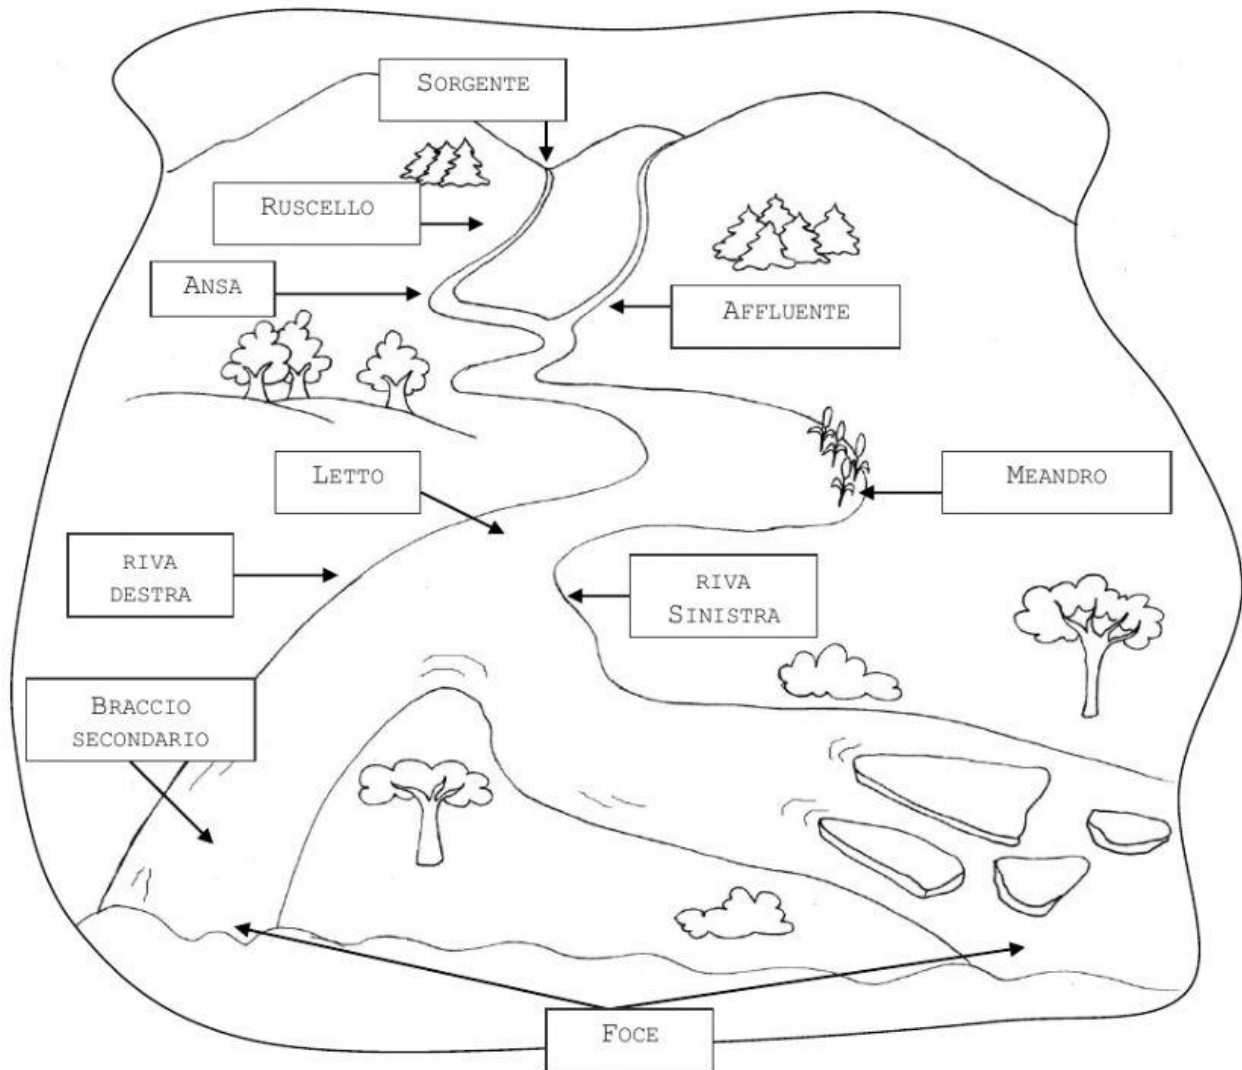 SORGENTE
RUSCELLO
ANSA
AFFLUENTE
LETTO
MEANDRO
RIVA
DESTRA
RIVA
SINISTRA
BRACCIO
SECONDARIO
FOCE